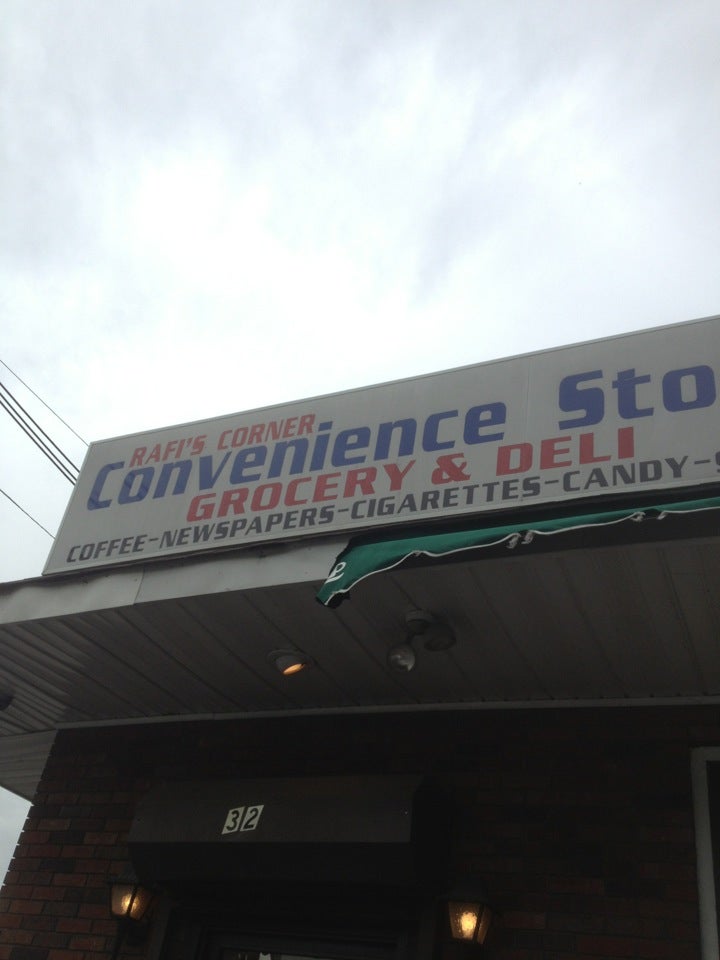 RAFI'S CORNER
Convenience Sto
GROCERY & DELI
COFFEE-NEWSPAPERS-CIGARETTES-CANDY-S
32